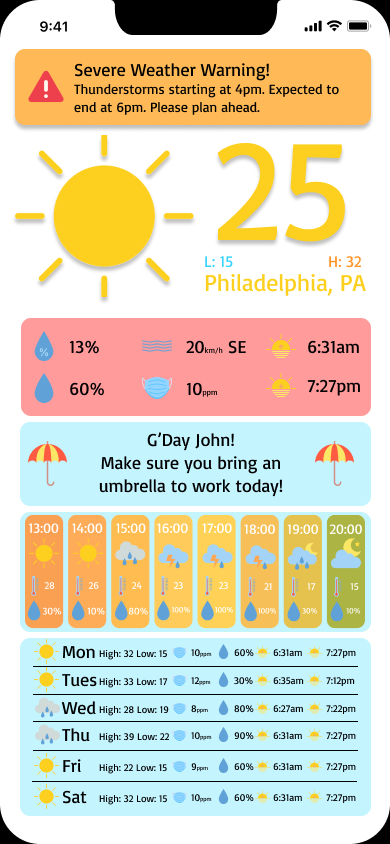 9:41
Severe Weather Warning!
Thunderstorms starting at 4pm. Expected to
end at 6pm. Please plan ahead.
25
L: 15 H: 32
Philadelphia, PA
% 13% 20km/h SE 6:31am
60% 10ppm 7:27pm
G’Day John!
Make sure you bring an
umbrella to work today!
13:00 14:00 15:00 16:00 17:00 18:00 19:00 20:00
28 26 24 23 23 21 17 15
30% 10% 80% 100% 100% 100% 30% 10%
Mon High: 32 Low: 15 10ppm 60% 6:31am 7:27pm
Tues High: 33 Low: 17 12ppm 30% 6:35am 7:12pm
Wed High: 28 Low: 19 8ppm 80% 6:27am 7:22pm
Thu High: 39 Low: 22 10ppm 90% 6:31am 7:27pm
Fri High: 22 Low: 15 9ppm 60% 6:31am 7:27pm
Sat High: 32 Low: 15 10ppm 60% 6:31am 7:27pm